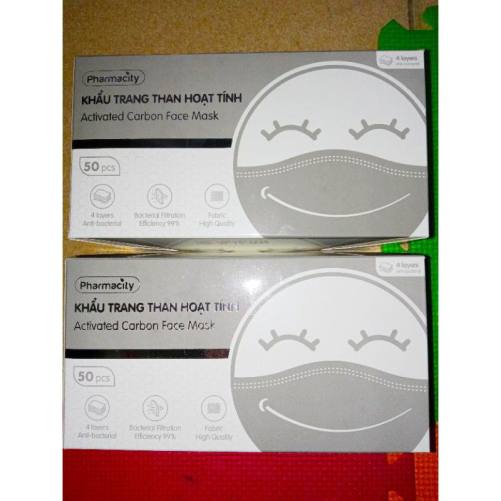 Pharmacity
4 layers
KHẨU TRANG THAN HOẠT TÍNH
Activated Carbon Face Mask
50 pcs
4 layers
Anti-bacterial
Bacterial Filtration
Efficiency 99%
Fabric
High Quality
Pharmacity
4 layers
KHẨU TRANG THAN HOẠT TÍNH
Activated Carbon Face Mask
50 pcs
4 layers
Anti-bacterial
Bacterial Filtration
Efficiency 99%
Fabric
High Quality